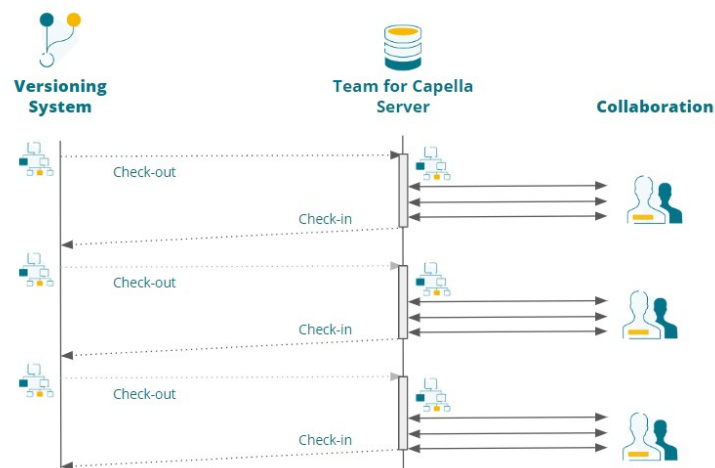 Versioning
System
Team for Capella
Server
Collaboration
Check-out
Check-in
Check-out
Check-in
Check-out
Check-in